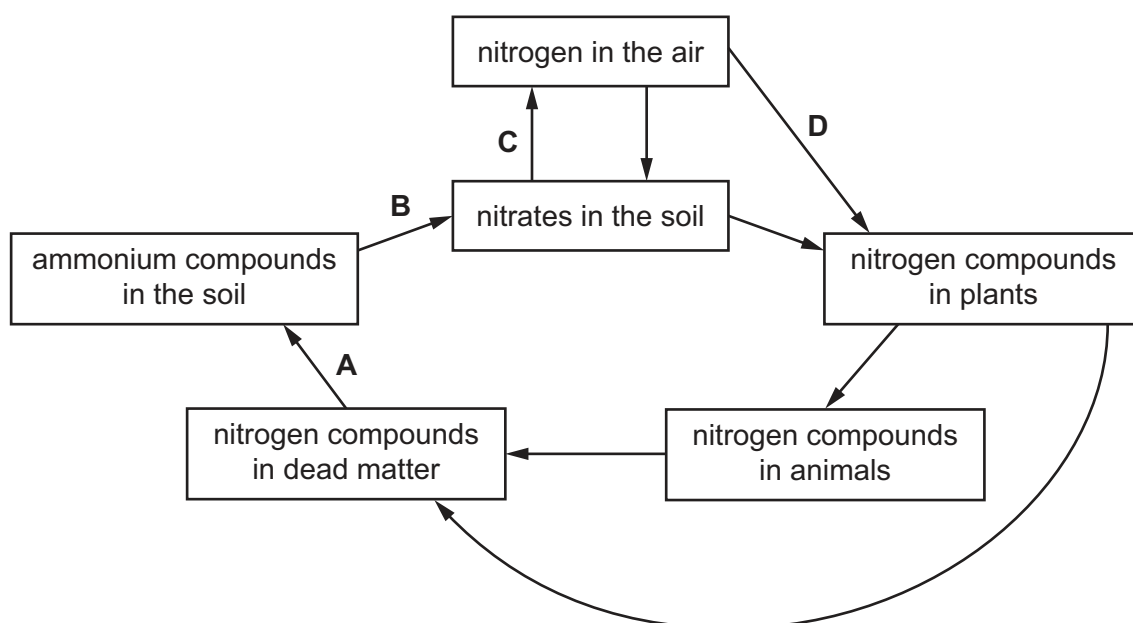 nitrogen in the air
C
D
B
nitrates in the soil
ammonium compounds
in the soil
nitrogen compounds
in plants
A
nitrogen compounds
in dead matter
nitrogen compounds
in animals